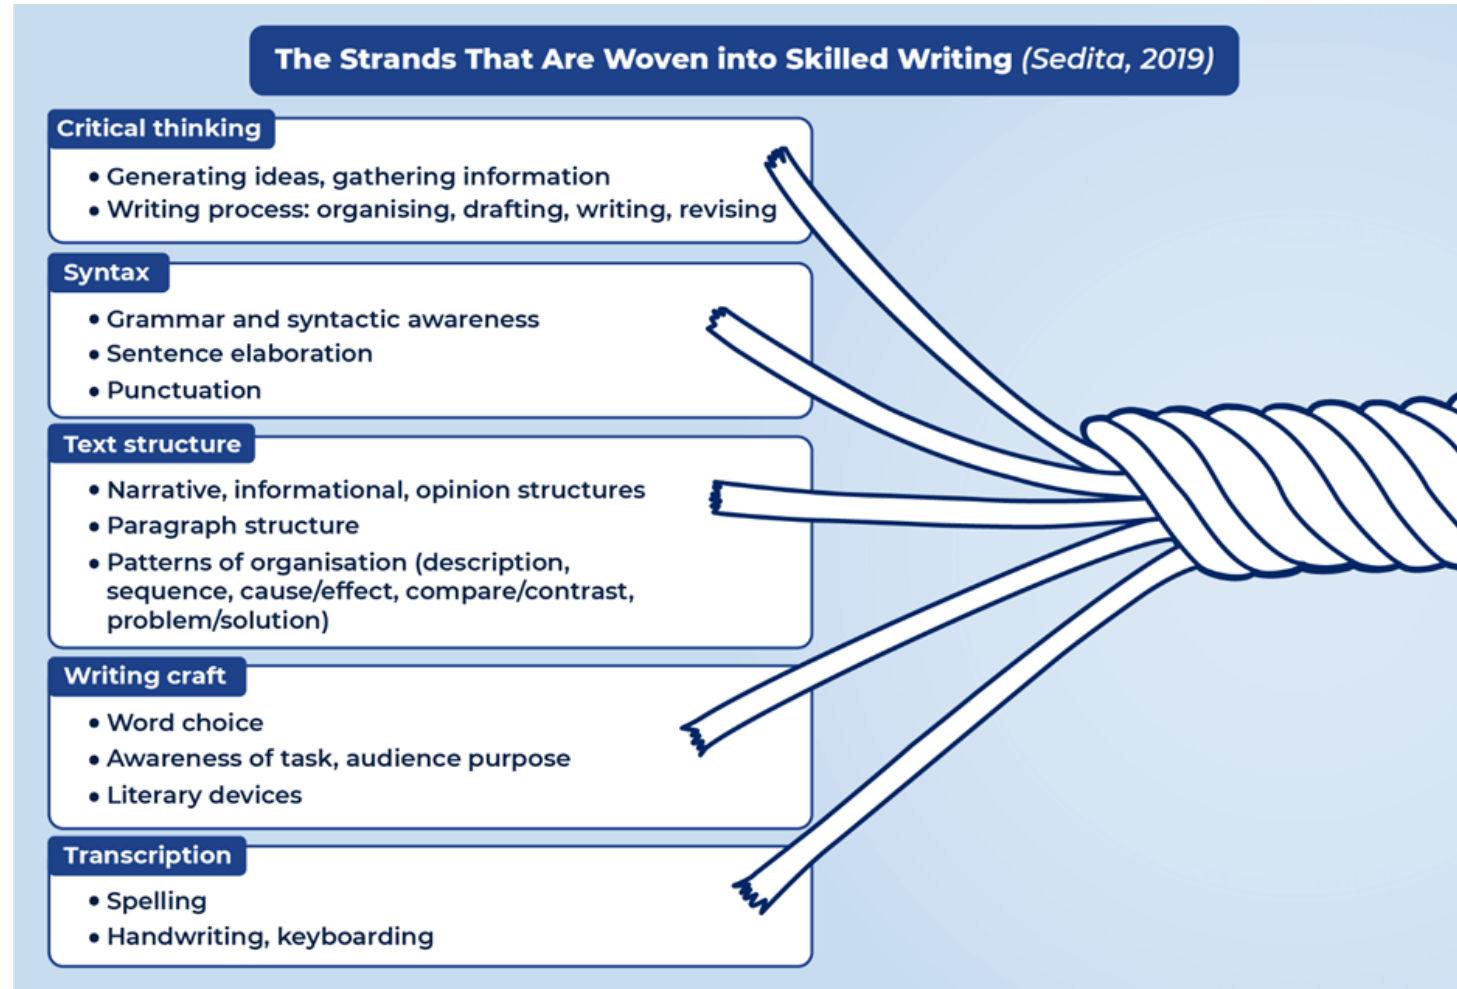 The Strands That Are Woven into Skilled Writing (Sedita, 2019)
Critical thinking
• Generating ideas, gathering information
• Writing process: organising, drafting, writing, revising
Syntax
• Grammar and syntactic awareness
• Sentence elaboration
• Punctuation
Text structure
• Narrative, informational, opinion structures
• Paragraph structure
• Patterns of organisation (description,
sequence, cause/effect, compare/contrast,
problem/solution)
Writing craft
• Word choice
• Awareness of task, audience purpose
• Literary devices
Transcription
• Spelling
• Handwriting, keyboarding